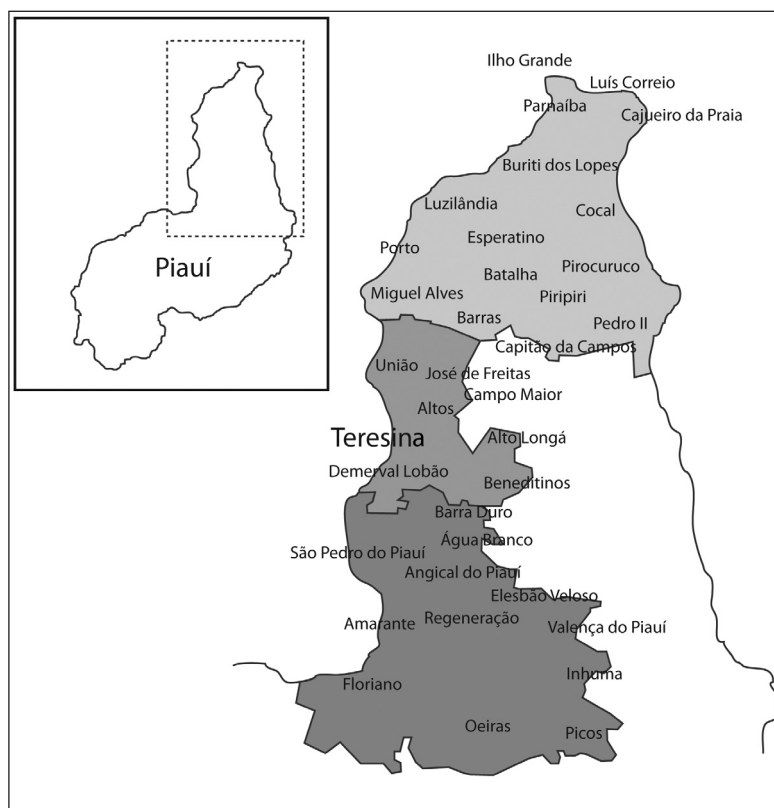 Ilho Grande
Luís Correio
Parnaíba
Cajueiro da Praia
Buriti dos Lopes
Luzilândia
Cocal
Esperatino
Porto
Piauí
Batalha
Pirocuruco
Miguel Alves
Piripiri
Barras
Pedro II
Capitão da Campos
União
José de Freitas
Campo Maior
Altos
Teresina
Alto Longá
Demerval Lobão
Beneditinos
Barra Duro
Água Branco
São Pedro do Piauí
Angical do Piauí
Elesbão Veloso
Regeneração
Amarante
Valença do Piauí
Inhuma
Floriano
Oeiras
Picos